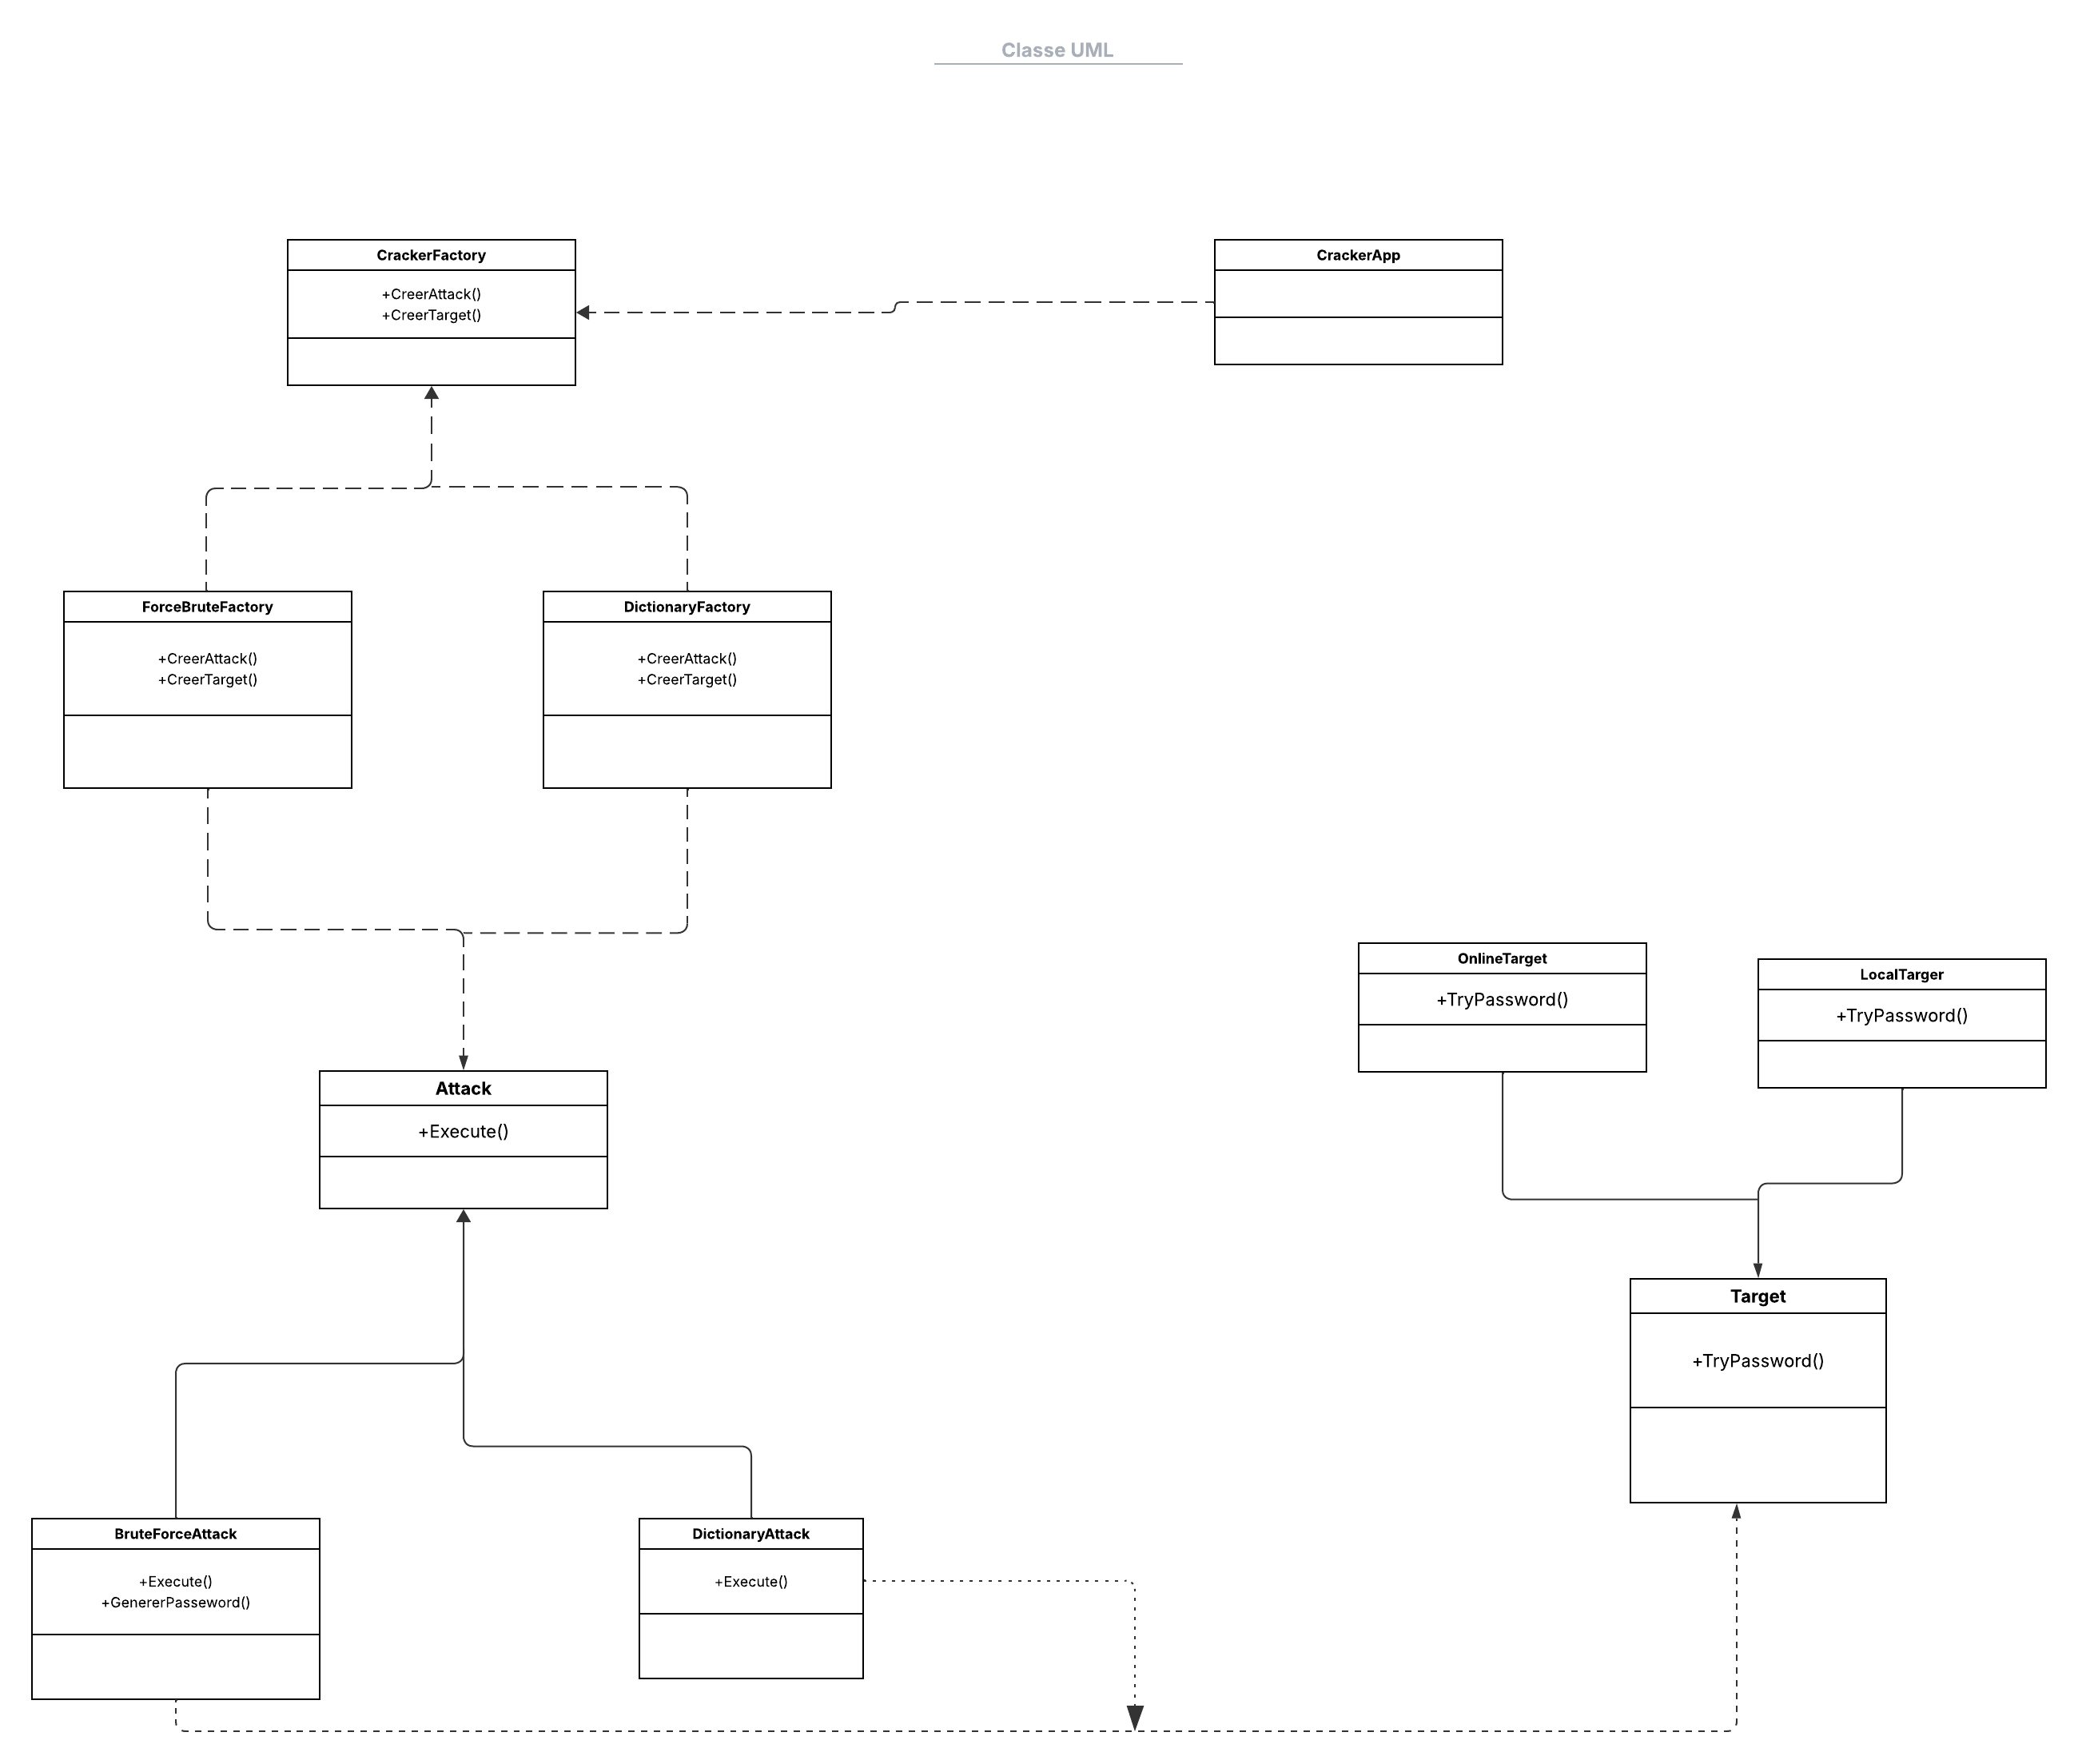 Classe UML
CrackerFactory
+CreerAttack()
+CreerTarget()
CrackerApp
ForceBruteFactory
+CreerAttack()
+CreerTarget()
DictionaryFactory
+CreerAttack()
+CreerTarget()
OnlineTarget
+TryPassword()
LocalTarger
+TryPassword()
Attack
+Execute()
Target
+TryPassword()
BruteForceAttack
+Execute()
+GenererPasseword()
DictionaryAttack
+Execute()